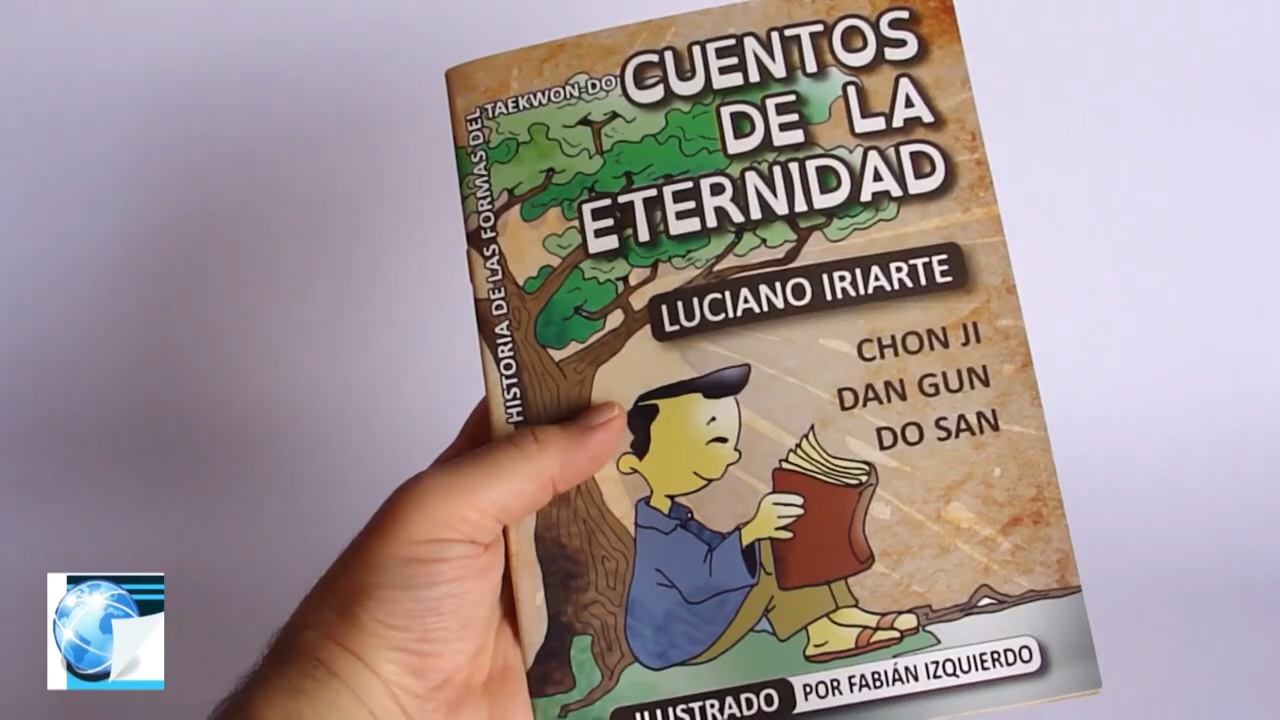 HISTORIA DE LAS FORMAS DEL
TAEKWON-DO
CUENTOS
DE LA
ETERNIDAD
LUCIANO IRIARTE
CHON JI
DAN GUN
DO SAN
ILUSTRADO POR FABIÁN IZQUIERDO